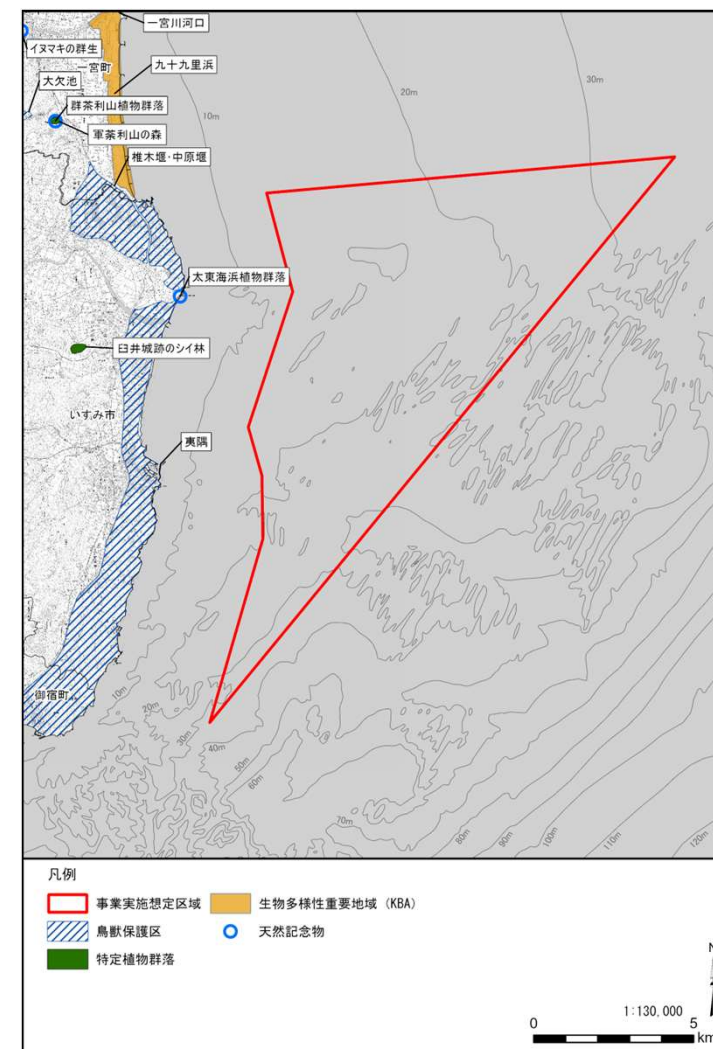 一宮川河口
イヌマキの群生
一宮町
九十九里浜
大欠池
群茶利山植物群落
軍荼利山の森
椎木堰・中原堰
太東海浜植物群落
臼井城跡のシイ林
いすみ市
夷隅
御宿町
10m
20m
30m
10m
20m
30m
40m
50m
60m
70m
80m
90m
100m
110m
120m
凡例
事業実施想定区域
生物多様性重要地域 (KBA)
鳥獣保護区
天然記念物
特定植物群落
N
1:130,000
0
5
km